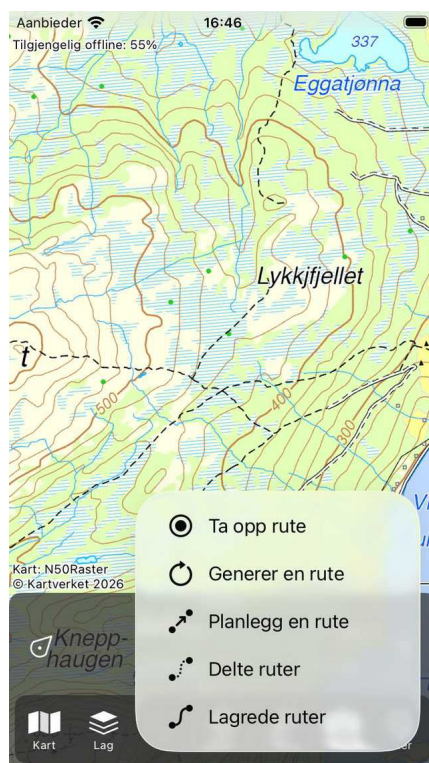 Aanbieder 16:46
Tilgjengelig offline: 55%
337
Eggatjønna
Lykkjfjellet
t
500
400
300
Ta opp rute
Generer en rute
Kart: N50Raster
© Kartverket 2026
Planlegg en rute
Knepp-
haugen
Delte ruter
Lagrede ruter
Kart
Lag